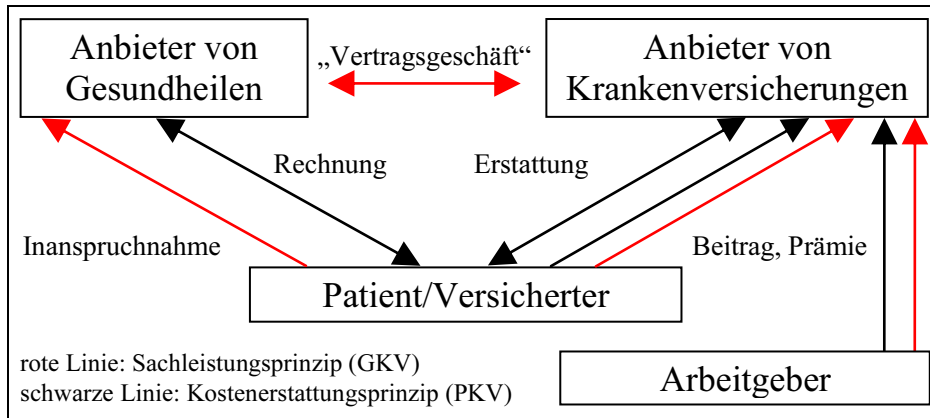 Anbieter von
Gesundheilen
„Vertragsgeschäft“
Anbieter von
Krankenversicherungen
Rechnung
Erstattung
Inanspruchnahme
Beitrag, Prämie
Patient/Versicherter
rote Linie: Sachleistungsprinzip (GKV)
schwarze Linie: Kostenerstattungsprinzip (PKV)
Arbeitgeber